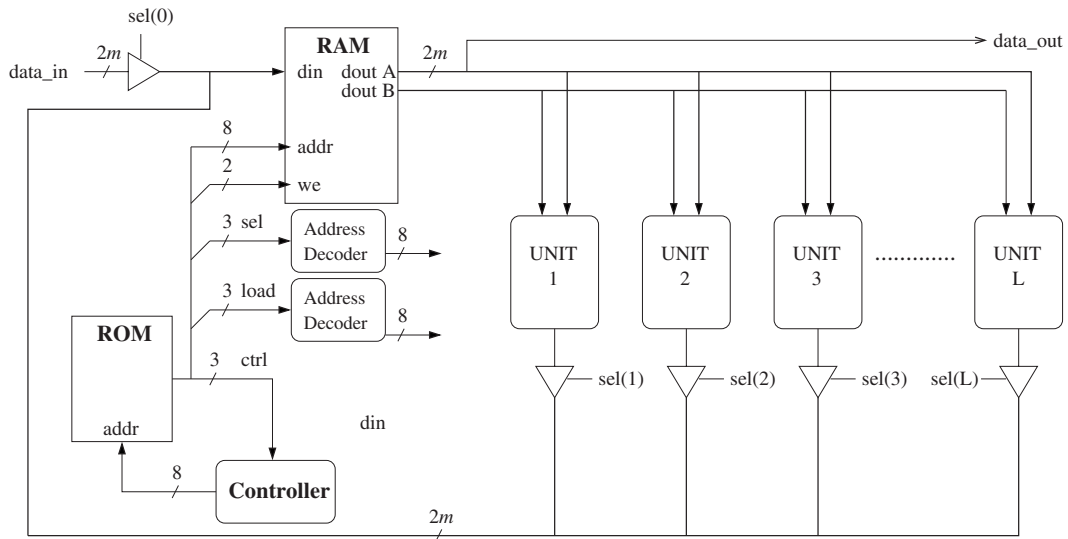 sel(0)
RAM
2m
2m
data_out
data_in
din
dout A
dout B
8
addr
2
we
3 sel
Address
Decoder
8
UNIT
1
UNIT
2
UNIT
3
.............
UNIT
L
3 load
Address
Decoder
8
ROM
3
ctrl
sel(1)
sel(2)
sel(3)
sel(L)
addr
din
8
Controller
2m